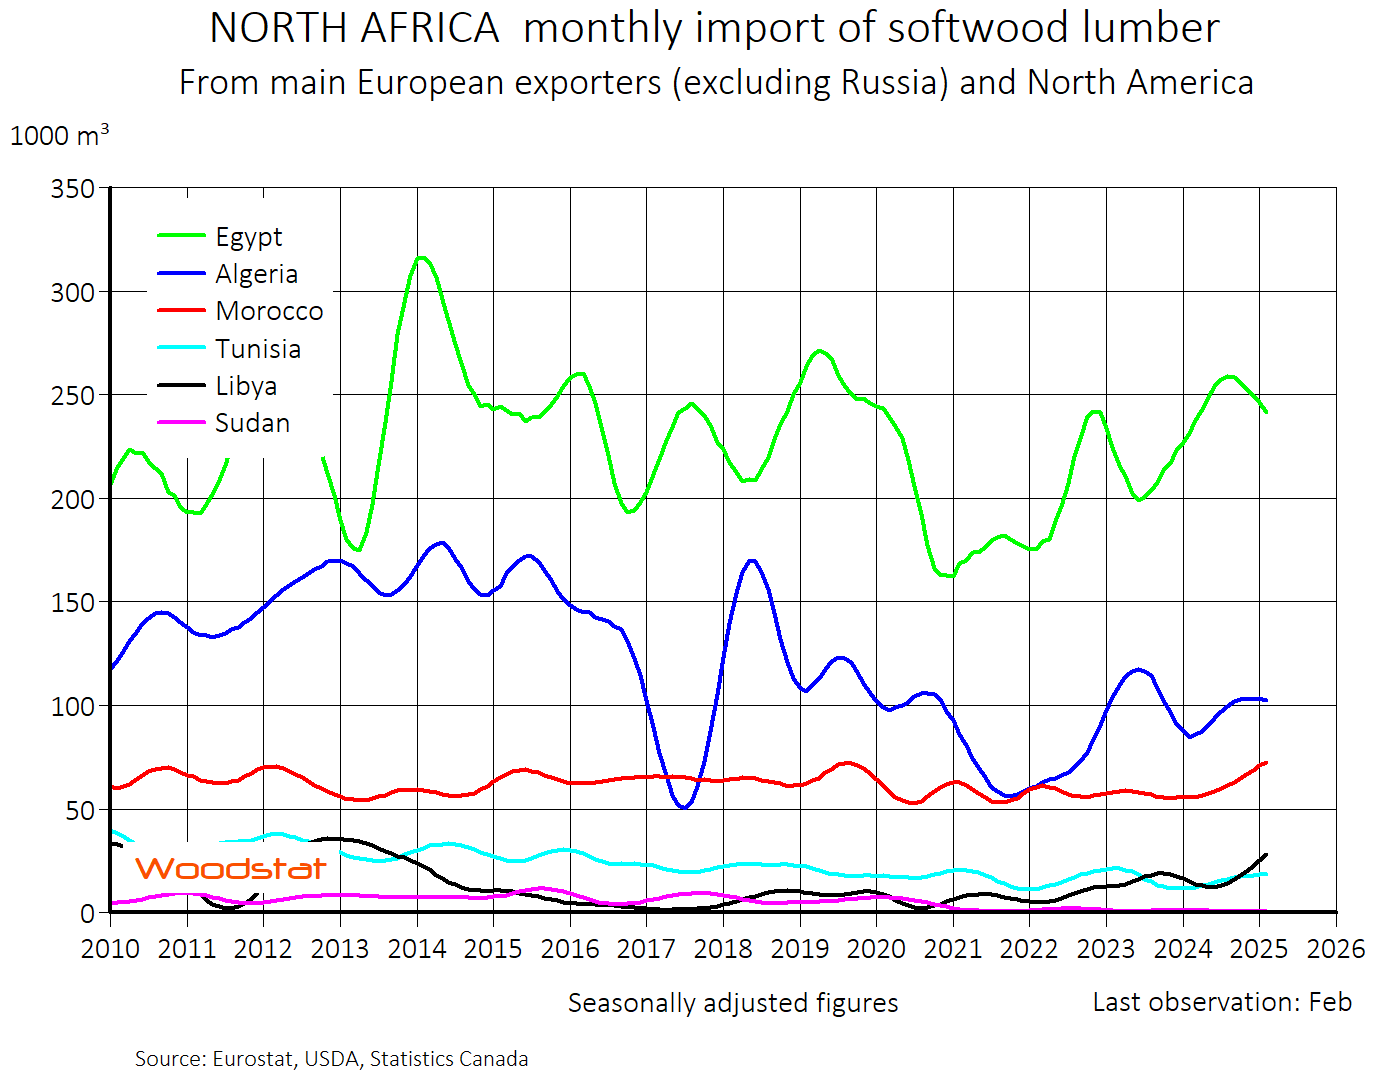 NORTH AFRICA monthly import of softwood lumber
From main European exporters (excluding Russia) and North America
1000 m³
350
300
250
200
150
100
50
0
Egypt
Algeria
Morocco
Tunisia
Libya
Sudan
Woodstat
2010 2011 2012 2013 2014 2015 2016 2017 2018 2019 2020 2021 2022 2023 2024 2025 2026
Seasonally adjusted figures
Last observation: Feb
Source: Eurostat, USDA, Statistics Canada